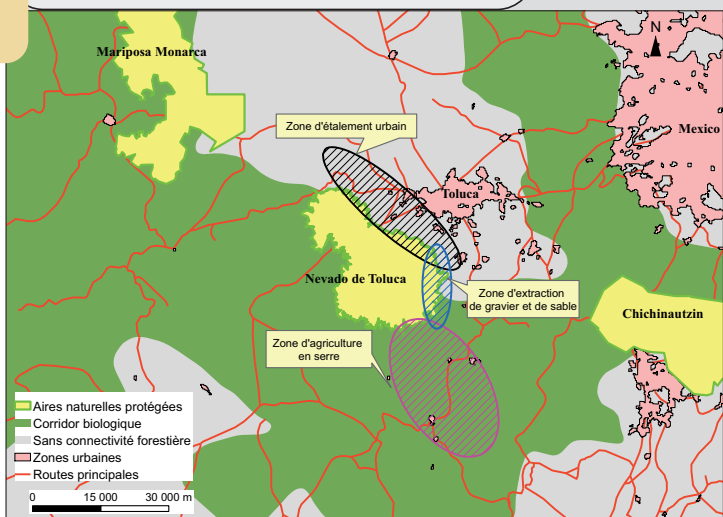 N
Mariposa Monarca
Zone d'étalement urbain
Mexico
Toluca
Nevado de Toluca
Zone d'extraction
de gravier et de sable
Chichinautzin
Zone d'agriculture
en serre
Aires naturelles protégées
Corridor biologique
Sans connectivité forestière
Zones urbaines
Routes principales
0 15 000 30 000 m